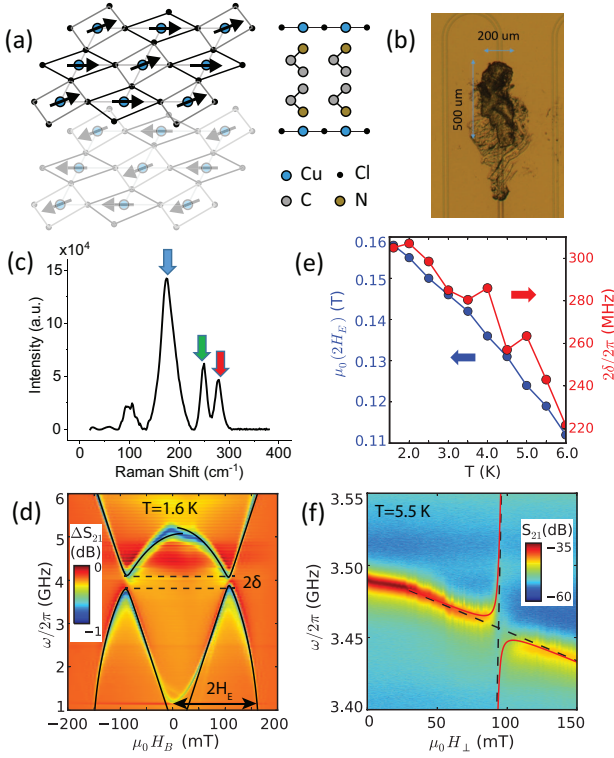 (a)
Cu
Cl
C
N
(b)
200 um
500 um
(c)
x10⁴
15
10
5
0
Intensity (a.u.)
0
100
200
300
400
Raman Shift (cm⁻¹)
(e)
0.16
0.15
0.14
0.13
0.12
0.11
μ₀(2H_E) (T)
300
280
260
240
220
2δ/2π (MHz)
2.0
3.0
4.0
5.0
6.0
T (K)
(d)
T=1.6 K
6
5
4
3
2
1
ω/2π (GHz)
ΔS₂₁
(dB)
0
−1
2δ
2H_E
−200
−100
0
100
200
μ₀H_B (mT)
(f)
T=5.5 K
3.55
3.50
3.45
3.40
ω/2π (GHz)
S₂₁(dB)
−35
−60
0
50
100
150
μ₀H_⊥ (mT)